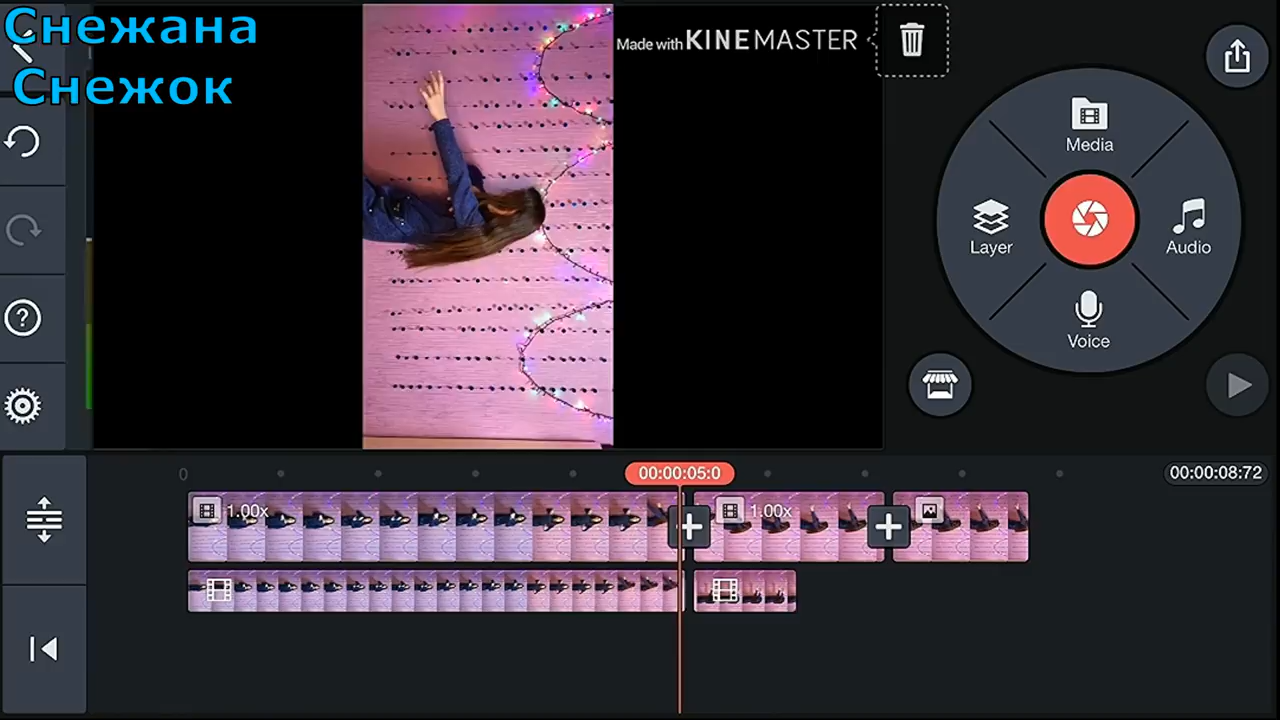 Снежана
Снежок
Made with KINEMASTER
Media
Layer
Audio
Voice
0
00:00:05:0
00:00:08:72
1.00x
1.00x